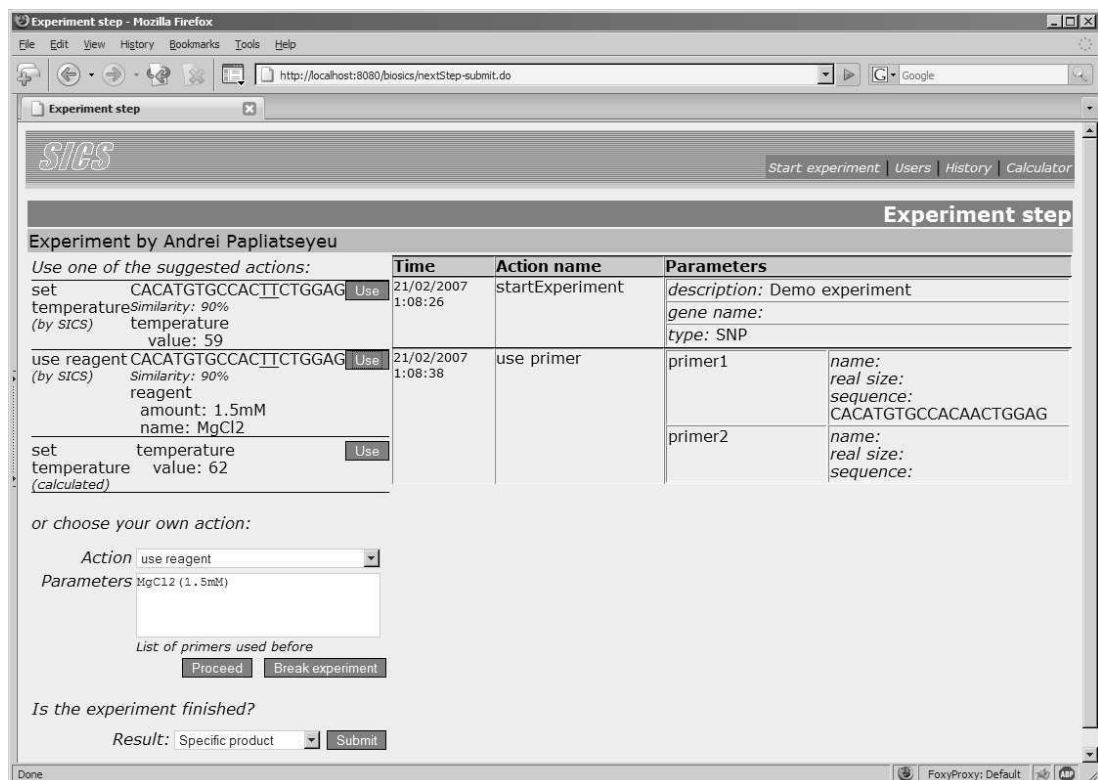 Experiment step - Mozilla Firefox
File Edit View History Bookmarks Tools Help
http://localhost:8080/biosics/nextStep-submit.do
G Google
Experiment step
SICS
Start experiment | Users | History | Calculator
Experiment step
Experiment by Andrei Papliatseyeu
Use one of the suggested actions:
set temperature (by SICS)
CACATGTGCCACTTCTGGAG Use
Similarity: 90%
temperature
value: 59
use reagent (by SICS)
CACATGTGCCACTTCTGGAG Use
Similarity: 90%
reagent
amount: 1.5mM
name: MgCl2
set temperature (calculated)
temperature Use
value: 62
Time Action name Parameters
21/02/2007 1:08:26
startExperiment
description: Demo experiment
gene name:
type: SNP
21/02/2007 1:08:38
use primer
primer1
name:
real size:
sequence:
CACATGTGCCACAACTGGAG
primer2
name:
real size:
sequence:
or choose your own action:
Action use reagent
Parameters MgCl2(1.5mM)
List of primers used before
Proceed Break experiment
Is the experiment finished?
Result: Specific product Submit
Done
FoxyProxy: Default ABP